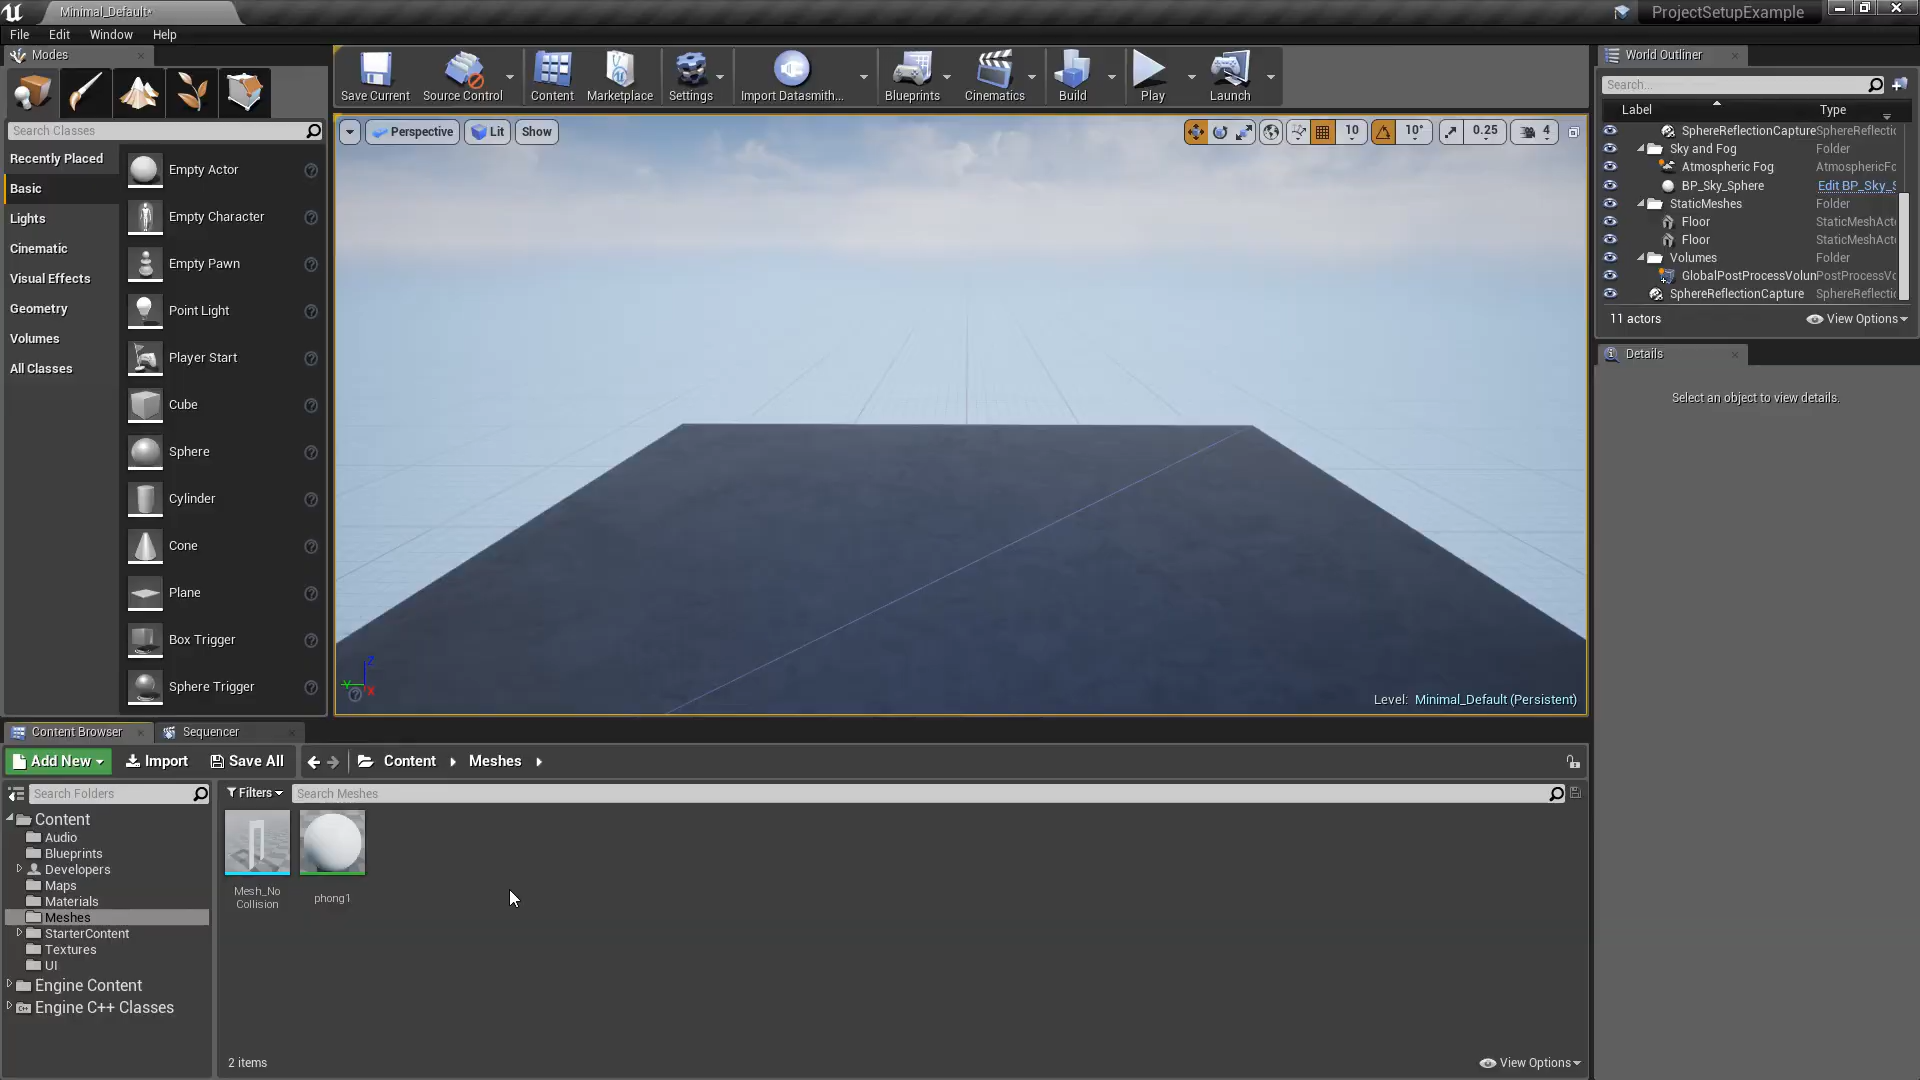 Minimal_Default*
ProjectSetupExample
File
Edit
Window
Help
Modes
Save Current
Source Control
Content
Marketplace
Settings
Import Datasmith...
Blueprints
Cinematics
Build
Play
Launch
World Outliner
Search...
Label
Type
Search Classes
Recently Placed
Basic
Lights
Cinematic
Visual Effects
Geometry
Volumes
All Classes
Empty Actor
Empty Character
Empty Pawn
Point Light
Player Start
Cube
Sphere
Cylinder
Cone
Plane
Box Trigger
Sphere Trigger
Perspective
Lit
Show
10
10°
0.25
4
Z
Y
X
Level: Minimal_Default (Persistent)
SphereReflectionCapture SphereReflectic
Sky and Fog Folder
Atmospheric Fog AtmosphericFc
BP_Sky_Sphere Edit BP_Sky_S
StaticMeshes Folder
Floor StaticMeshAct
Floor StaticMeshAct
Volumes Folder
GlobalPostProcessVolun PostProcessVc
SphereReflectionCapture SphereReflectic
11 actors
View Options
Details
Select an object to view details.
Content Browser
Sequencer
Add New
Import
Save All
Content
Meshes
Search Folders
Filters
Search Meshes
Content
Audio
Blueprints
Developers
Maps
Materials
Meshes
StarterContent
Textures
UI
Engine Content
Engine C++ Classes
Mesh_No
Collision
phong1
2 items
View Options